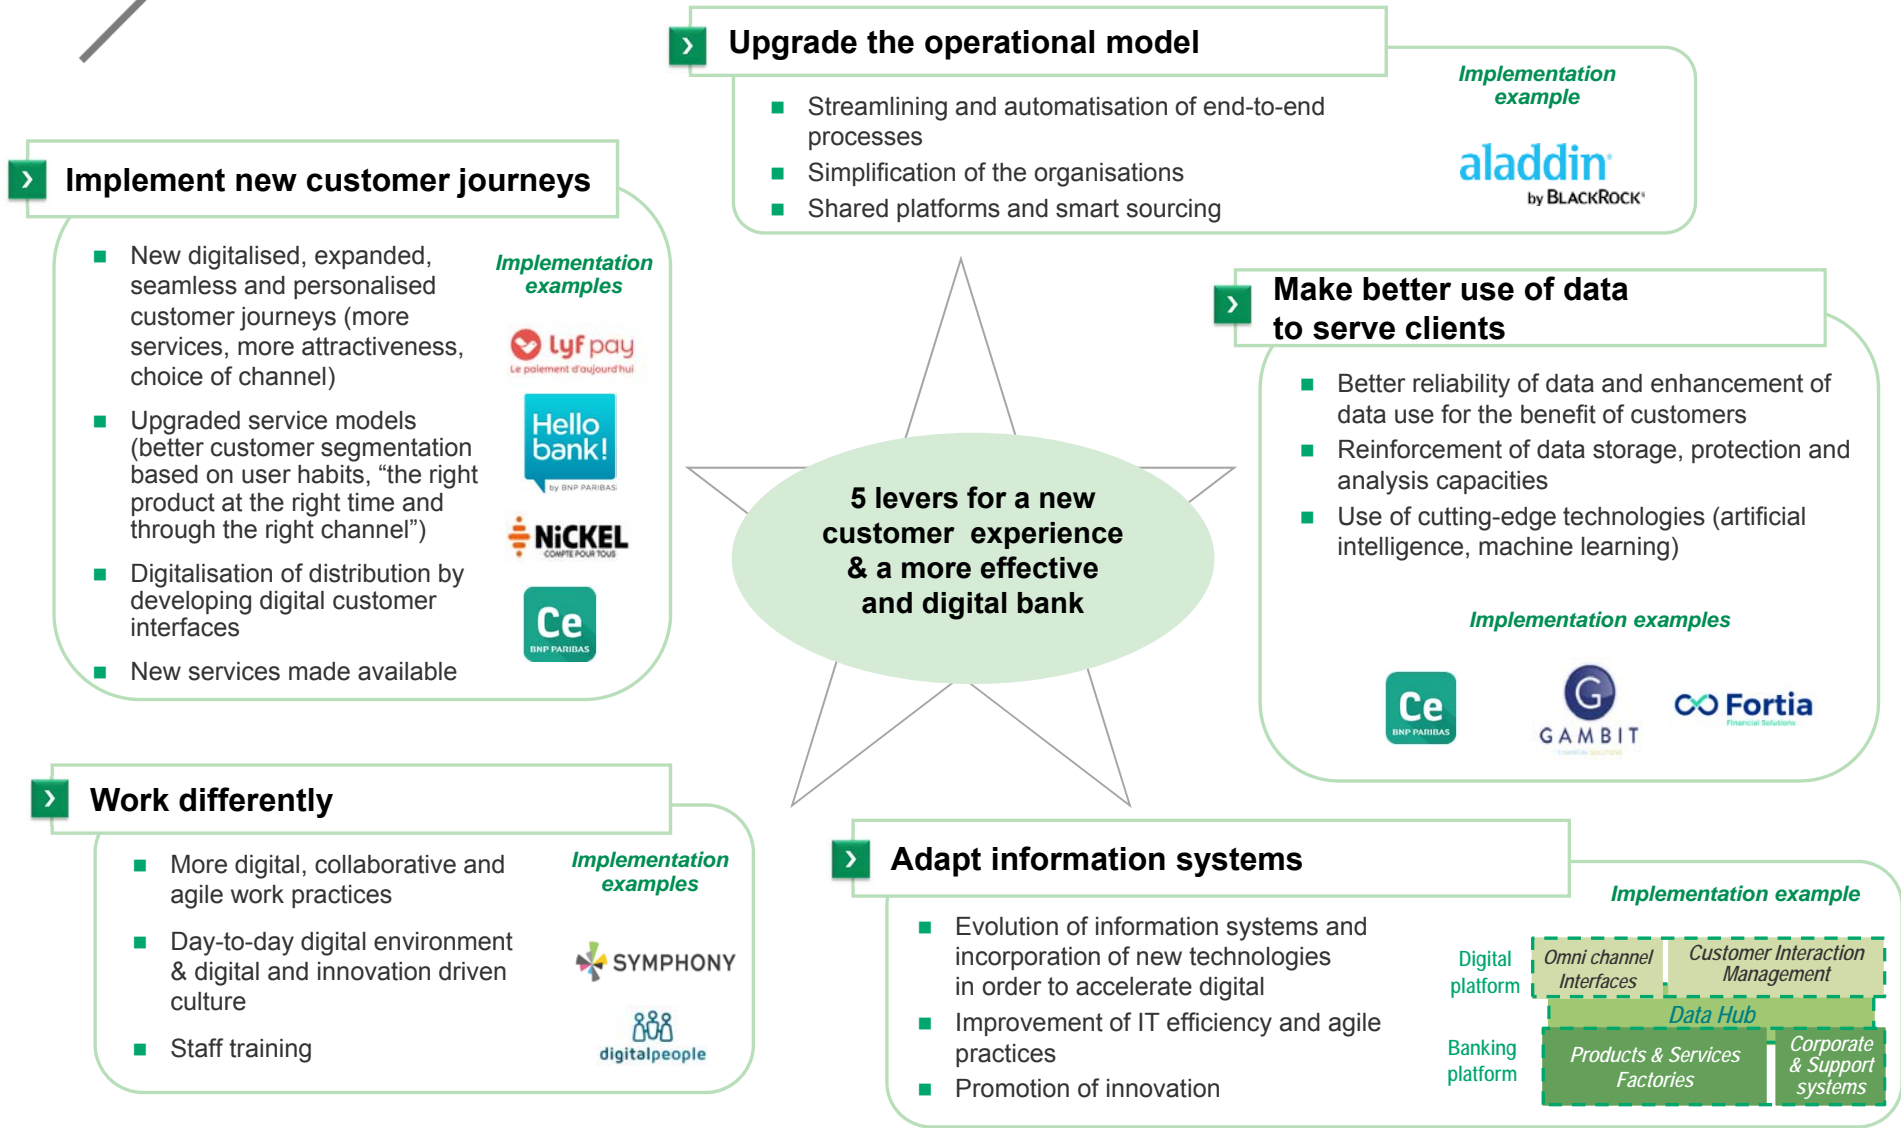 Upgrade the operational model
Streamlining and automatisation of end-to-end
processes
Simplification of the organisations
Shared platforms and smart sourcing
Implementation
example
aladdin
by BLACKROCK®
Implement new customer journeys
New digitalised, expanded,
seamless and personalised
customer journeys (more
services, more attractiveness,
choice of channel)
Upgraded service models
(better customer segmentation
based on user habits, “the right
product at the right time and
through the right channel”)
Digitalisation of distribution by
developing digital customer
interfaces
New services made available
Implementation
examples
Lyf pay
Le paiement d'aujourd'hui
Hello
bank!
by BNP PARIBAS
NiCKEL
COMPTE POUR TOUS
Ce
BNP PARIBAS
5 levers for a new
customer experience
& a more effective
and digital bank
Make better use of data
to serve clients
Better reliability of data and enhancement of
data use for the benefit of customers
Reinforcement of data storage, protection and
analysis capacities
Use of cutting-edge technologies (artificial
intelligence, machine learning)
Implementation examples
Ce
BNP PARIBAS
G
GAMBIT
FINANCIAL SOLUTIONS
Fortia
Financial Solutions
Work differently
More digital, collaborative and
agile work practices
Day-to-day digital environment
& digital and innovation driven
culture
Staff training
Implementation
examples
SYMPHONY
digitalpeople
Adapt information systems
Evolution of information systems and
incorporation of new technologies
in order to accelerate digital
Improvement of IT efficiency and agile
practices
Promotion of innovation
Implementation example
Digital
platform
Omni channel
Interfaces
Customer Interaction
Management
Data Hub
Banking
platform
Products & Services
Factories
Corporate
& Support
systems